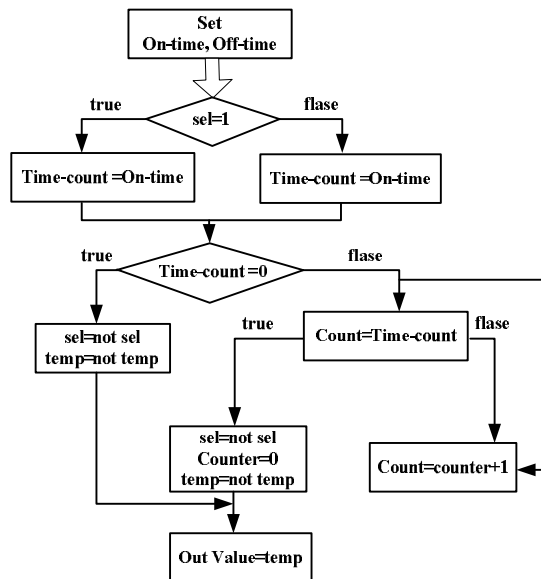 Set
On-time, Off-time
true
flase
sel=1
Time-count =On-time
Time-count =On-time
true
flase
Time-count =0
sel=not sel
temp=not temp
true
Count=Time-count
flase
sel=not sel
Counter=0
temp=not temp
Count=counter+1
Out Value=temp